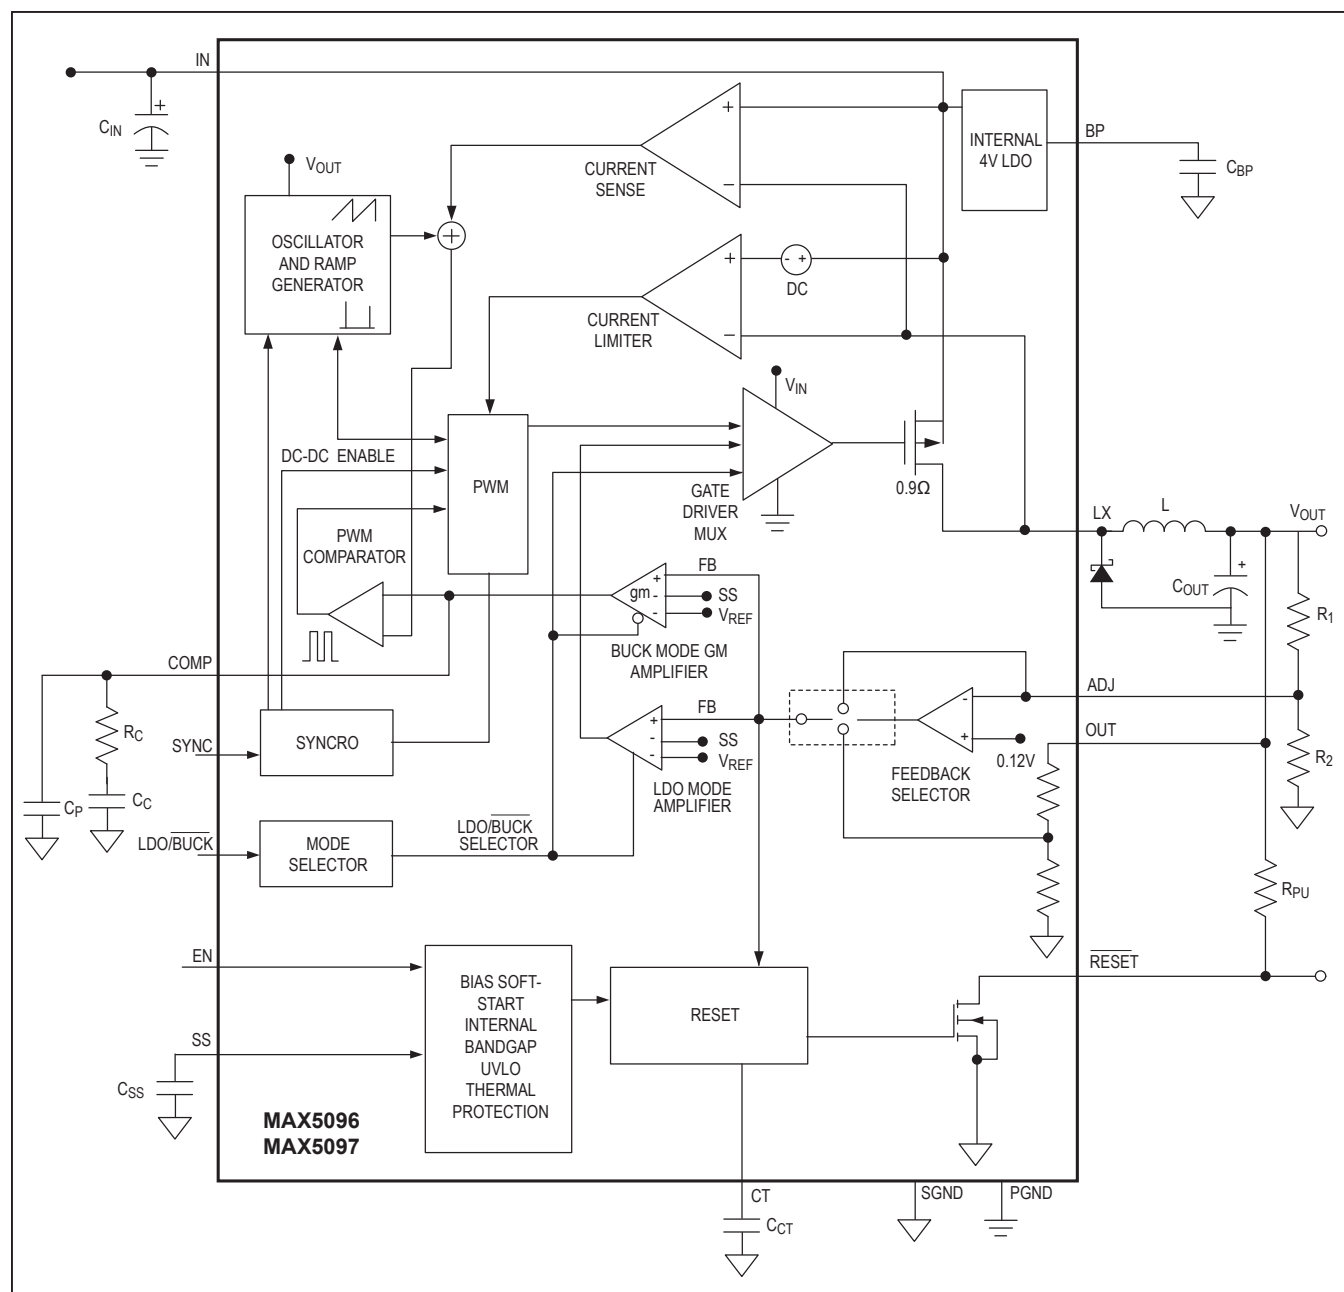 IN
CIN
+
VOUT
OSCILLATOR
AND RAMP
GENERATOR
+
CURRENT
SENSE
+
−
INTERNAL
4V LDO
BP
CBP
CURRENT
LIMITER
+
−
- +
DC
VIN
DC-DC ENABLE
PWM
GATE
DRIVER
MUX
0.9Ω
LX
L
VOUT
+
COUT
R1
PWM
COMPARATOR
gm
+
-
-
FB
SS
VREF
BUCK MODE GM
AMPLIFIER
COMP
RC
CC
CP
SYNC
SYNCRO
+
-
-
FB
SS
VREF
LDO MODE
AMPLIFIER
-
+
0.12V
FEEDBACK
SELECTOR
ADJ
OUT
R2
LDO/BUCK
MODE
SELECTOR
LDO/BUCK
SELECTOR
RPU
EN
BIAS SOFT-
START
INTERNAL
BANDGAP
UVLO
THERMAL
PROTECTION
RESET
RESET
SS
CSS
MAX5096
MAX5097
CT
CCT
SGND
PGND